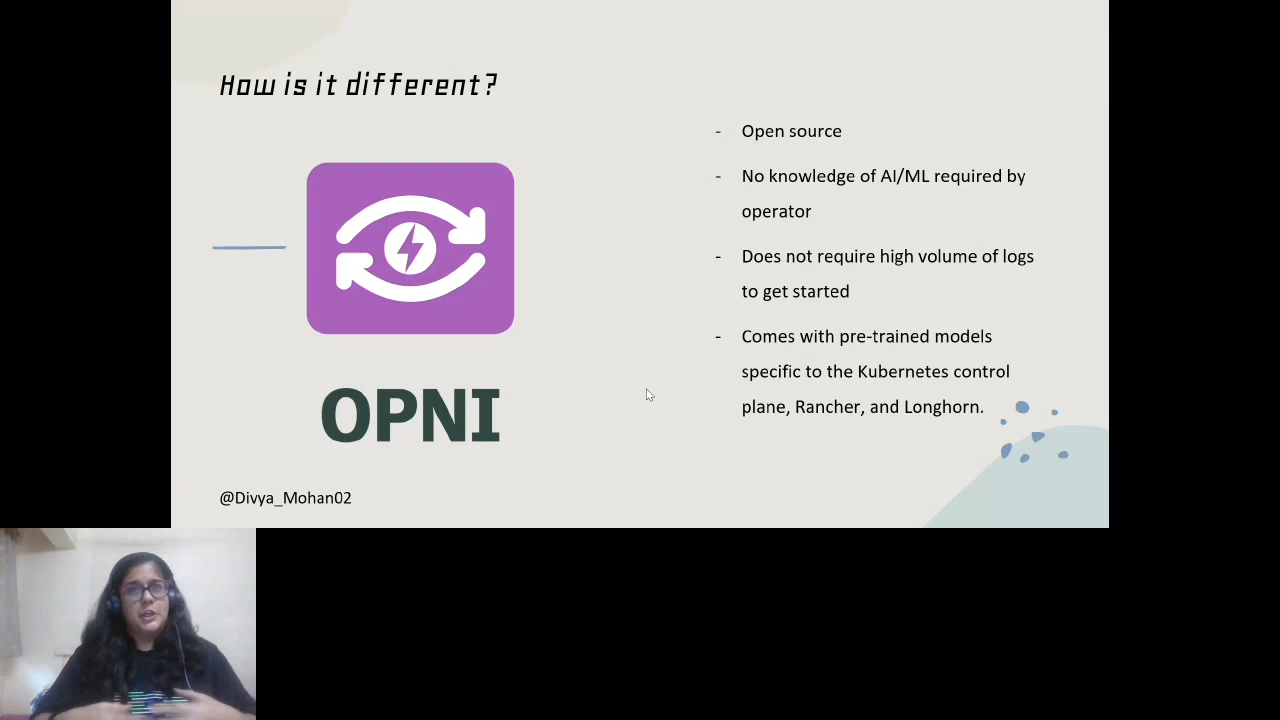 How is it different?
- Open source
- No knowledge of AI/ML required by
operator
- Does not require high volume of logs
to get started
- Comes with pre-trained models
specific to the Kubernetes control
plane, Rancher, and Longhorn.
OPNI
@Divya_Mohan02